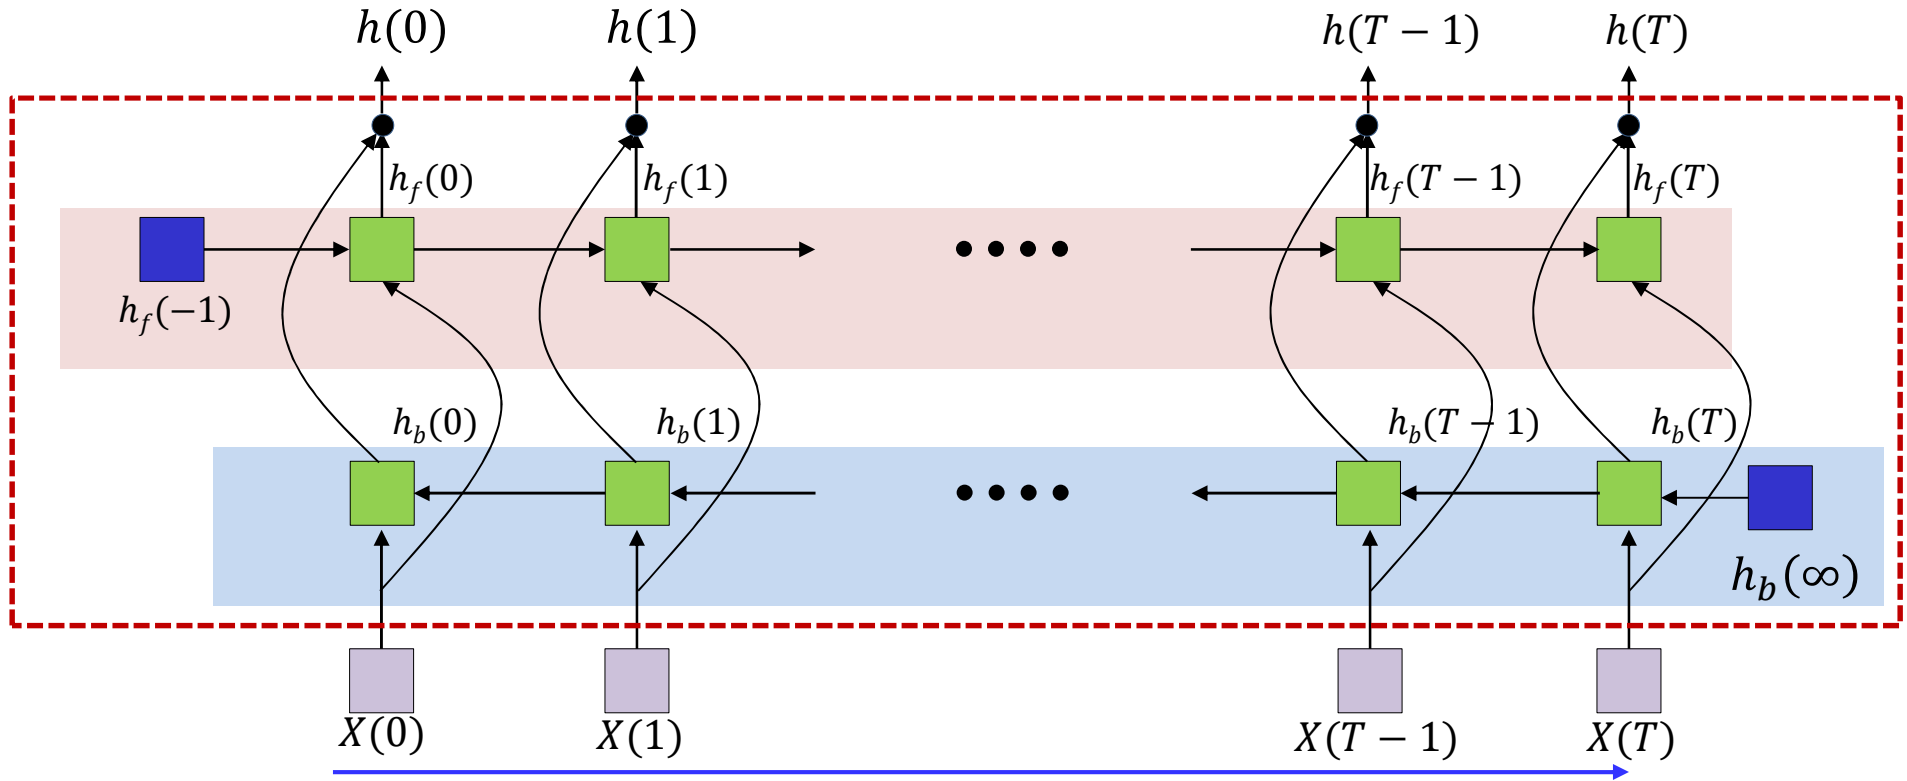 h(0) h(1) h(T − 1) h(T)
h_f(0) h_f(1) h_f(T − 1) h_f(T)
h_f(−1)
h_b(0) h_b(1) h_b(T − 1) h_b(T)
h_b(∞)
X(0) X(1) X(T − 1) X(T)